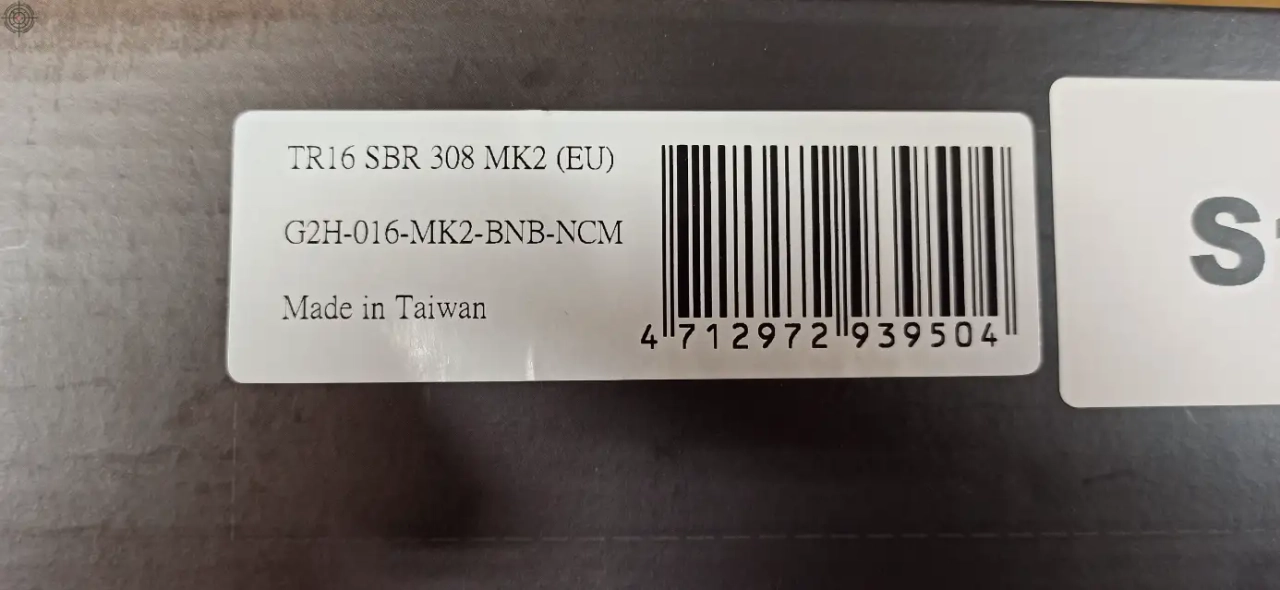 TR16 SBR 308 MK2 (EU)
G2H-016-MK2-BNB-NCM
Made in Taiwan
4 712972 939504
S